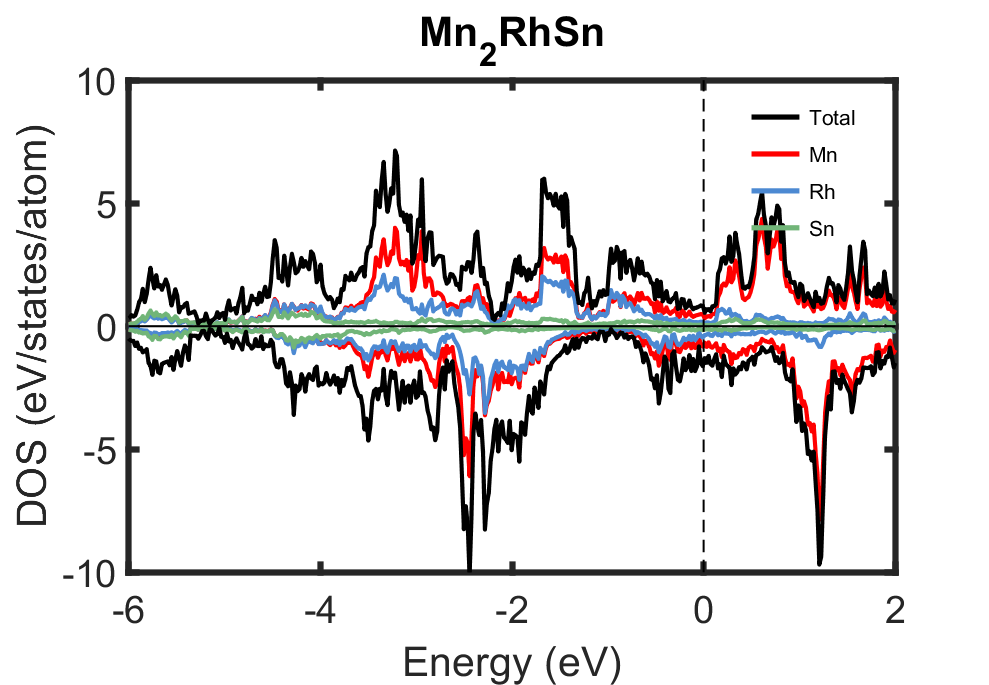 Mn2RhSn
10
5
0
-5
-10
DOS (eV/states/atom)
Total
Mn
Rh
Sn
-6 -4 -2 0 2
Energy (eV)